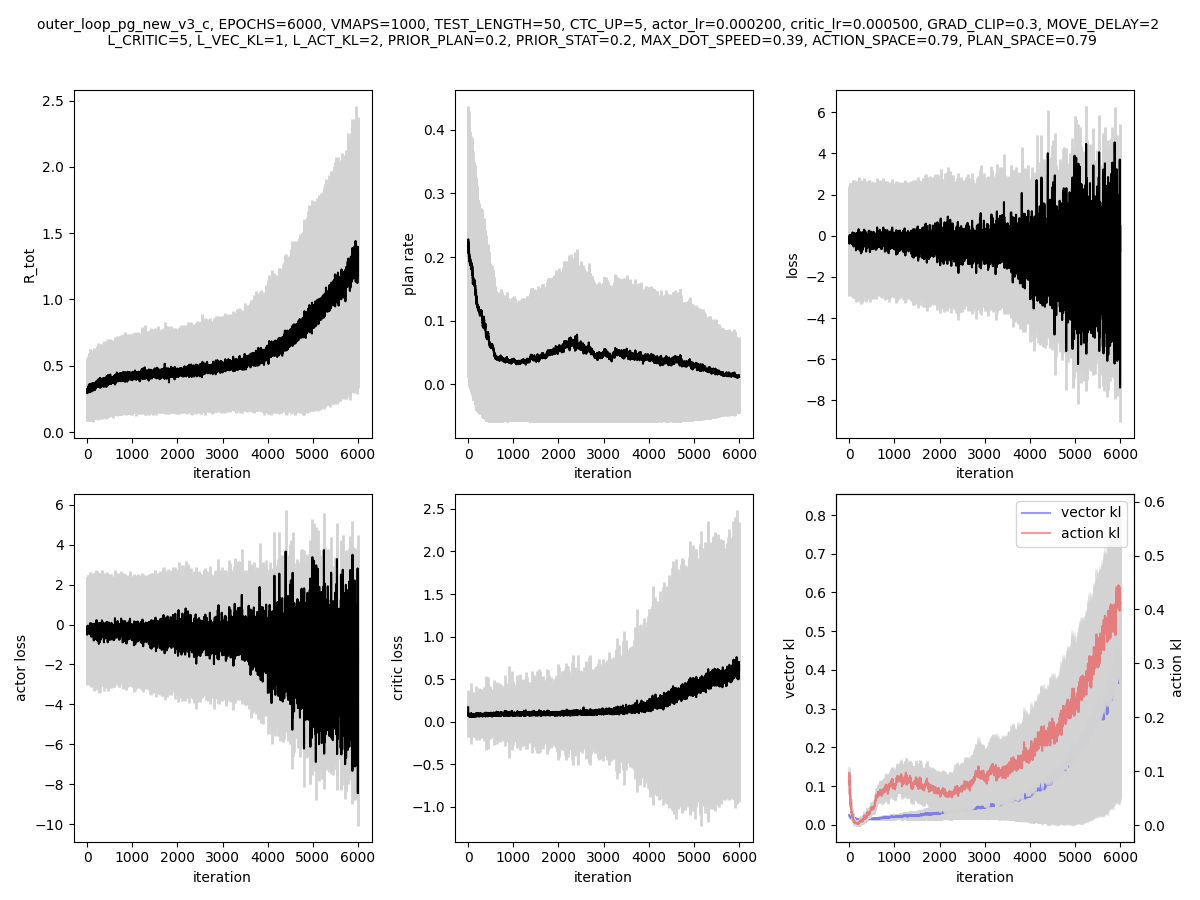 outer_loop_pg_new_v3_c, EPOCHS=6000, VMAPS=1000, TEST_LENGTH=50, CTC_UP=5, actor_lr=0.000200, critic_lr=0.000500, GRAD_CLIP=0.3, MOVE_DELAY=2
L_CRITIC=5, L_VEC_KL=1, L_ACT_KL=2, PRIOR_PLAN=0.2, PRIOR_STAT=0.2, MAX_DOT_SPEED=0.39, ACTION_SPACE=0.79, PLAN_SPACE=0.79
R_tot
2.5
2.0
1.5
1.0
0.5
0.0
0 1000 2000 3000 4000 5000 6000
iteration
plan rate
0.4
0.3
0.2
0.1
0.0
0 1000 2000 3000 4000 5000 6000
iteration
loss
6
4
2
0
−2
−4
−6
−8
0 1000 2000 3000 4000 5000 6000
iteration
actor loss
6
4
2
0
−2
−4
−6
−8
−10
0 1000 2000 3000 4000 5000 6000
iteration
critic loss
2.5
2.0
1.5
1.0
0.5
0.0
−0.5
−1.0
0 1000 2000 3000 4000 5000 6000
iteration
vector kl
0.8
0.7
0.6
0.5
0.4
0.3
0.2
0.1
0.0
0 1000 2000 3000 4000 5000 6000
iteration
vector kl
action kl
0.6
0.5
0.4
0.3
0.2
0.1
0.0
action kl